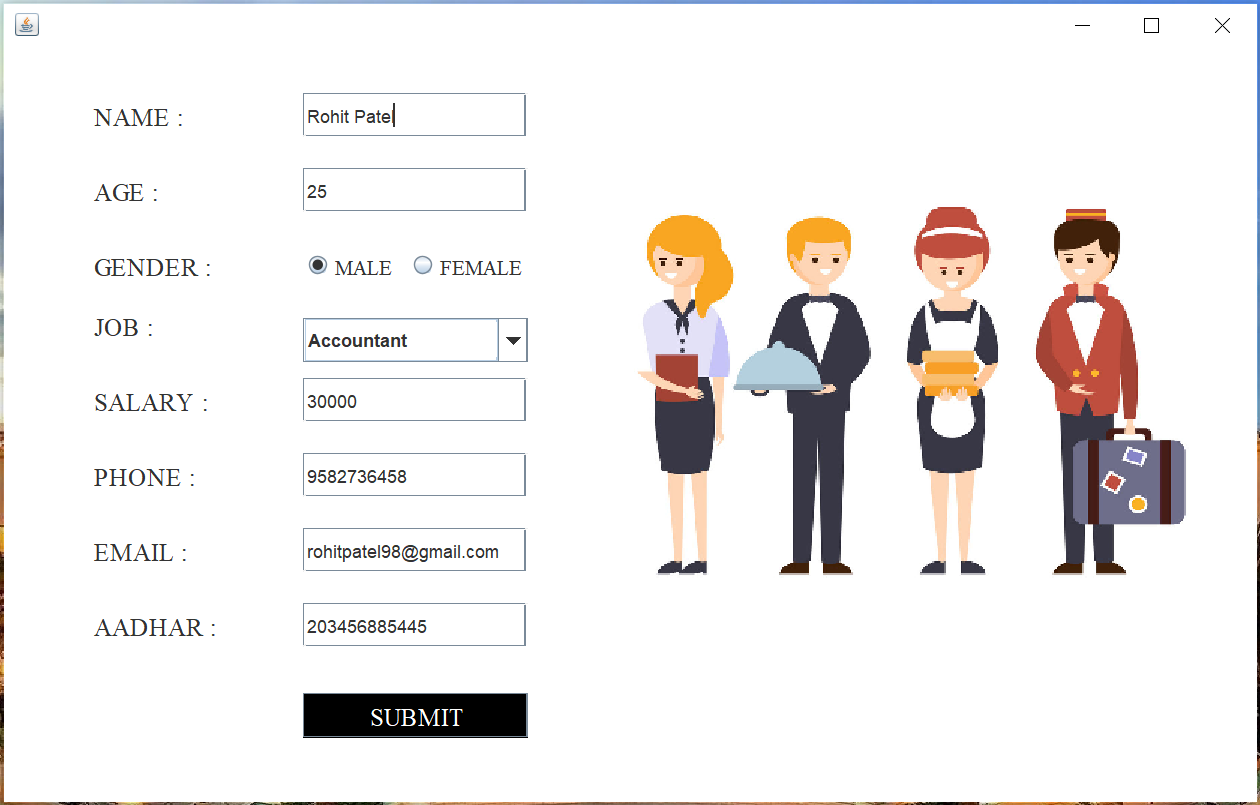 NAME : Rohit Patel
AGE : 25
GENDER : MALE FEMALE
JOB : Accountant
SALARY : 30000
PHONE : 9582736458
EMAIL : rohitpatel98@gmail.com
AADHAR : 203456885445
SUBMIT